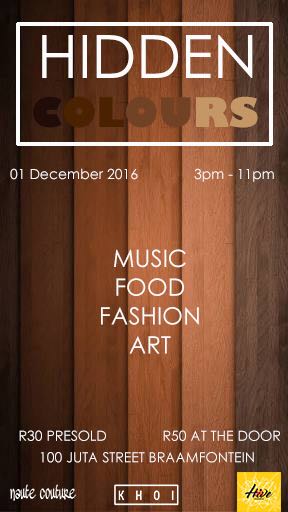 HIDDEN
COLOURS
01 December 2016 3pm - 11pm
MUSIC
FOOD
FASHION
ART
R30 PRESOLD R50 AT THE DOOR
100 JUTA STREET BRAAMFONTEIN
haute couture KHOI Hive